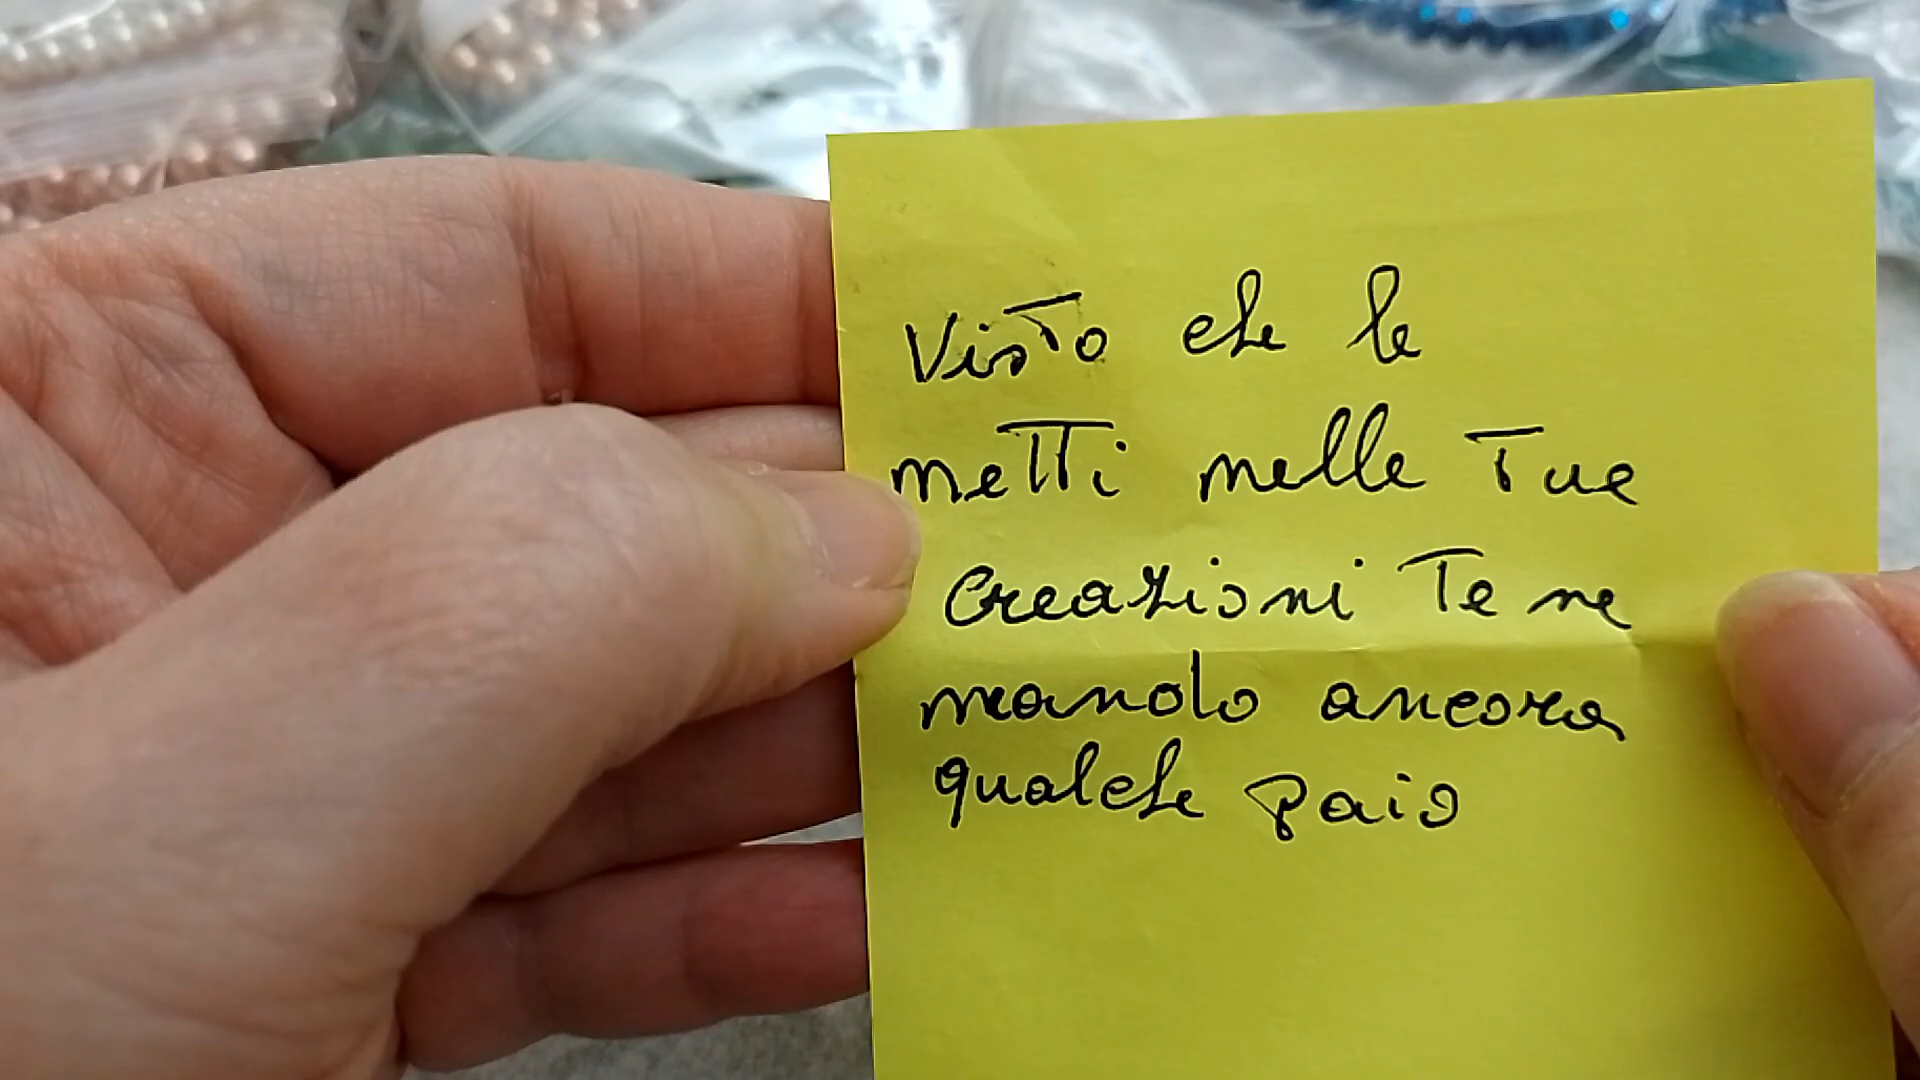 Visto che le
metti nelle Tue
creazioni Te ne
mando ancora
qualche paio